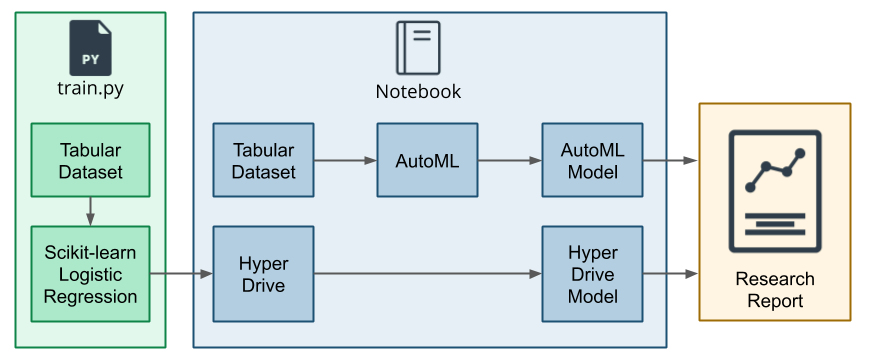 PY
train.py
Tabular
Dataset
Scikit-learn
Logistic
Regression
Notebook
Tabular
Dataset
AutoML
AutoML
Model
Hyper
Drive
Hyper
Drive
Model
Research
Report